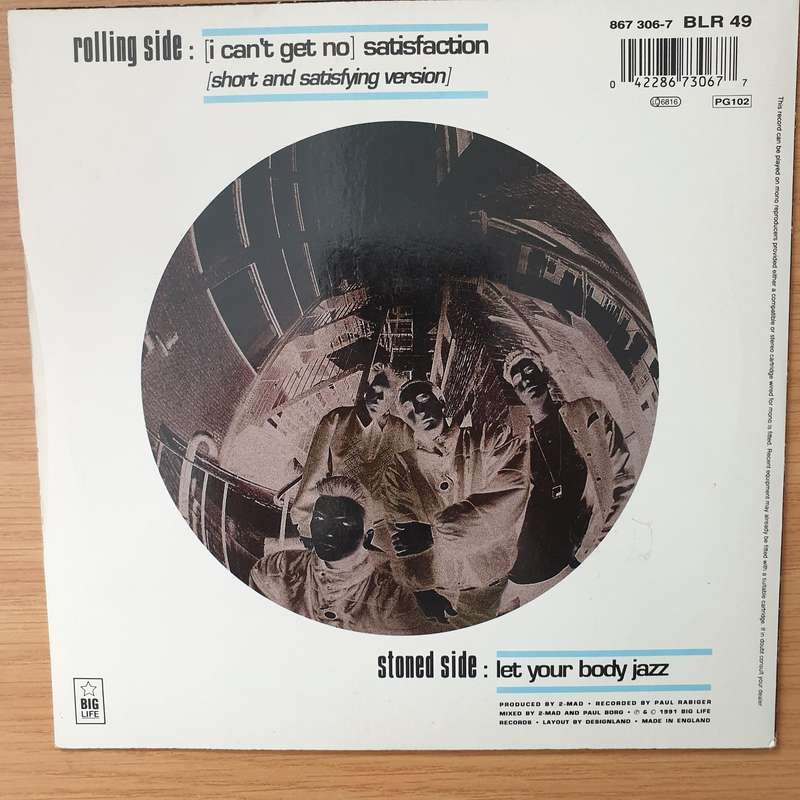 rolling side : [i can't get no] satisfaction
[short and satisfying version]
867 306-7 BLR 49
0 42286 73067 7
LC 6816
PG102
This record can be played on mono reproducers provided either a compatible or stereo cartridge wired for mono is fitted. Recent equipment may already be fitted with a suitable cartridge. If in doubt consult your dealer
stoned side : let your body jazz
PRODUCED BY 2-MAD • RECORDED BY PAUL RABIGER
MIXED BY 2-MAD AND PAUL BORG • ℗ & © 1991 BIG LIFE
RECORDS • LAYOUT BY DESIGNLAND • MADE IN ENGLAND
BIG
LIFE